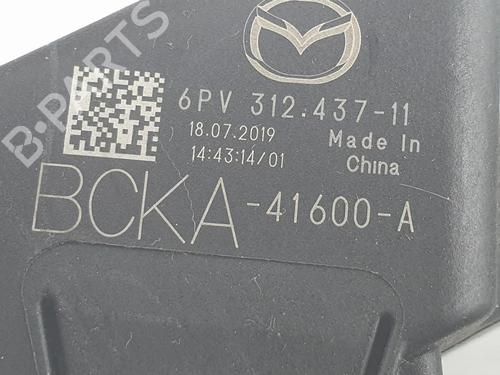 B-PARTS
6PV 312.437-11
18.07.2019
Made In
14:43:14/01
China
BCKA-41600-A